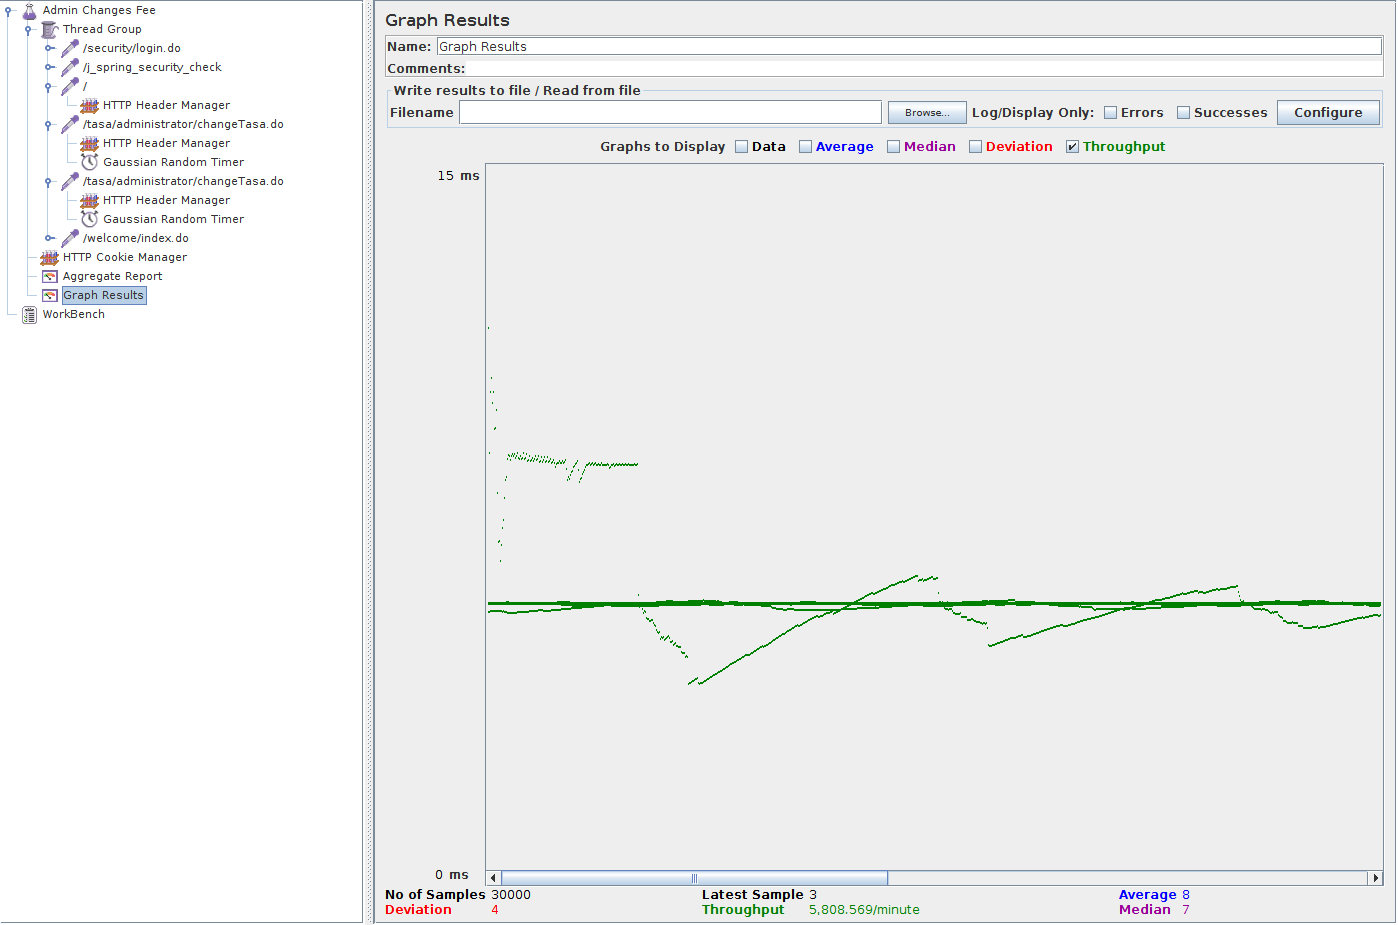 Admin Changes Fee
Thread Group
/security/login.do
/j_spring_security_check
/
HTTP Header Manager
/tasa/administrator/changeTasa.do
HTTP Header Manager
Gaussian Random Timer
/tasa/administrator/changeTasa.do
HTTP Header Manager
Gaussian Random Timer
/welcome/index.do
HTTP Cookie Manager
Aggregate Report
Graph Results
WorkBench
Graph Results
Name: Graph Results
Comments:
Write results to file / Read from file
Filename Browse... Log/Display Only: Errors Successes Configure
Graphs to Display Data Average Median Deviation Throughput
15 ms
0 ms
No of Samples 30000 Latest Sample 3 Average 8
Deviation 4 Throughput 5,808.569/minute Median 7